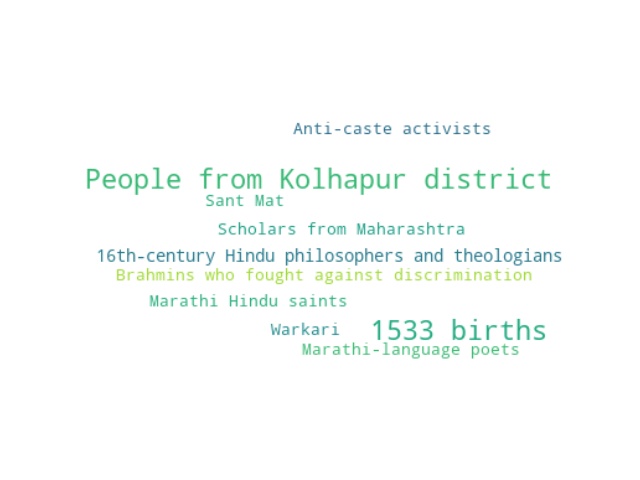 Anti-caste activists
People from Kolhapur district
Sant Mat
Scholars from Maharashtra
16th-century Hindu philosophers and theologians
Brahmins who fought against discrimination
Marathi Hindu saints
Warkari 1533 births
Marathi-language poets